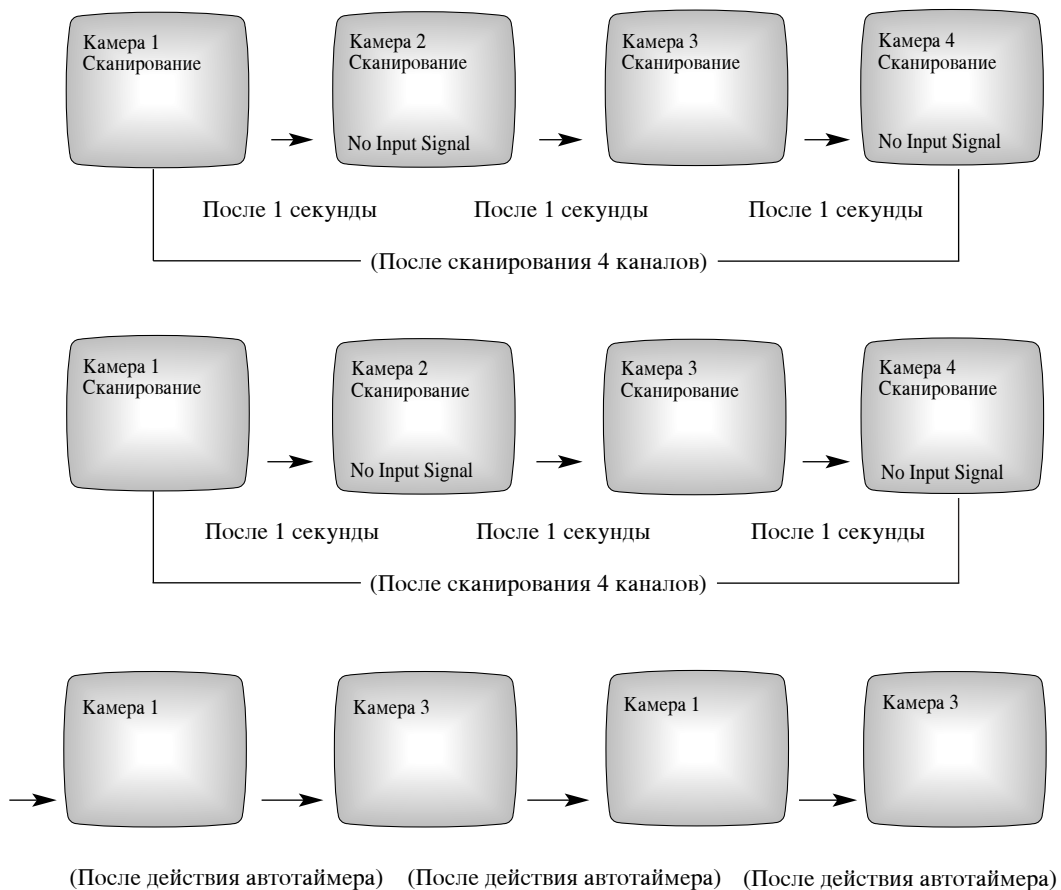 Камера 1
Сканирование
Камера 2
Сканирование
No Input Signal
Камера 3
Сканирование
Камера 4
Сканирование
No Input Signal
После 1 секунды
После 1 секунды
После 1 секунды
(После сканирования 4 каналов)
Камера 1
Сканирование
Камера 2
Сканирование
No Input Signal
Камера 3
Сканирование
Камера 4
Сканирование
No Input Signal
После 1 секунды
После 1 секунды
После 1 секунды
(После сканирования 4 каналов)
Камера 1
Камера 3
Камера 1
Камера 3
(После действия автотаймера)
(После действия автотаймера)
(После действия автотаймера)